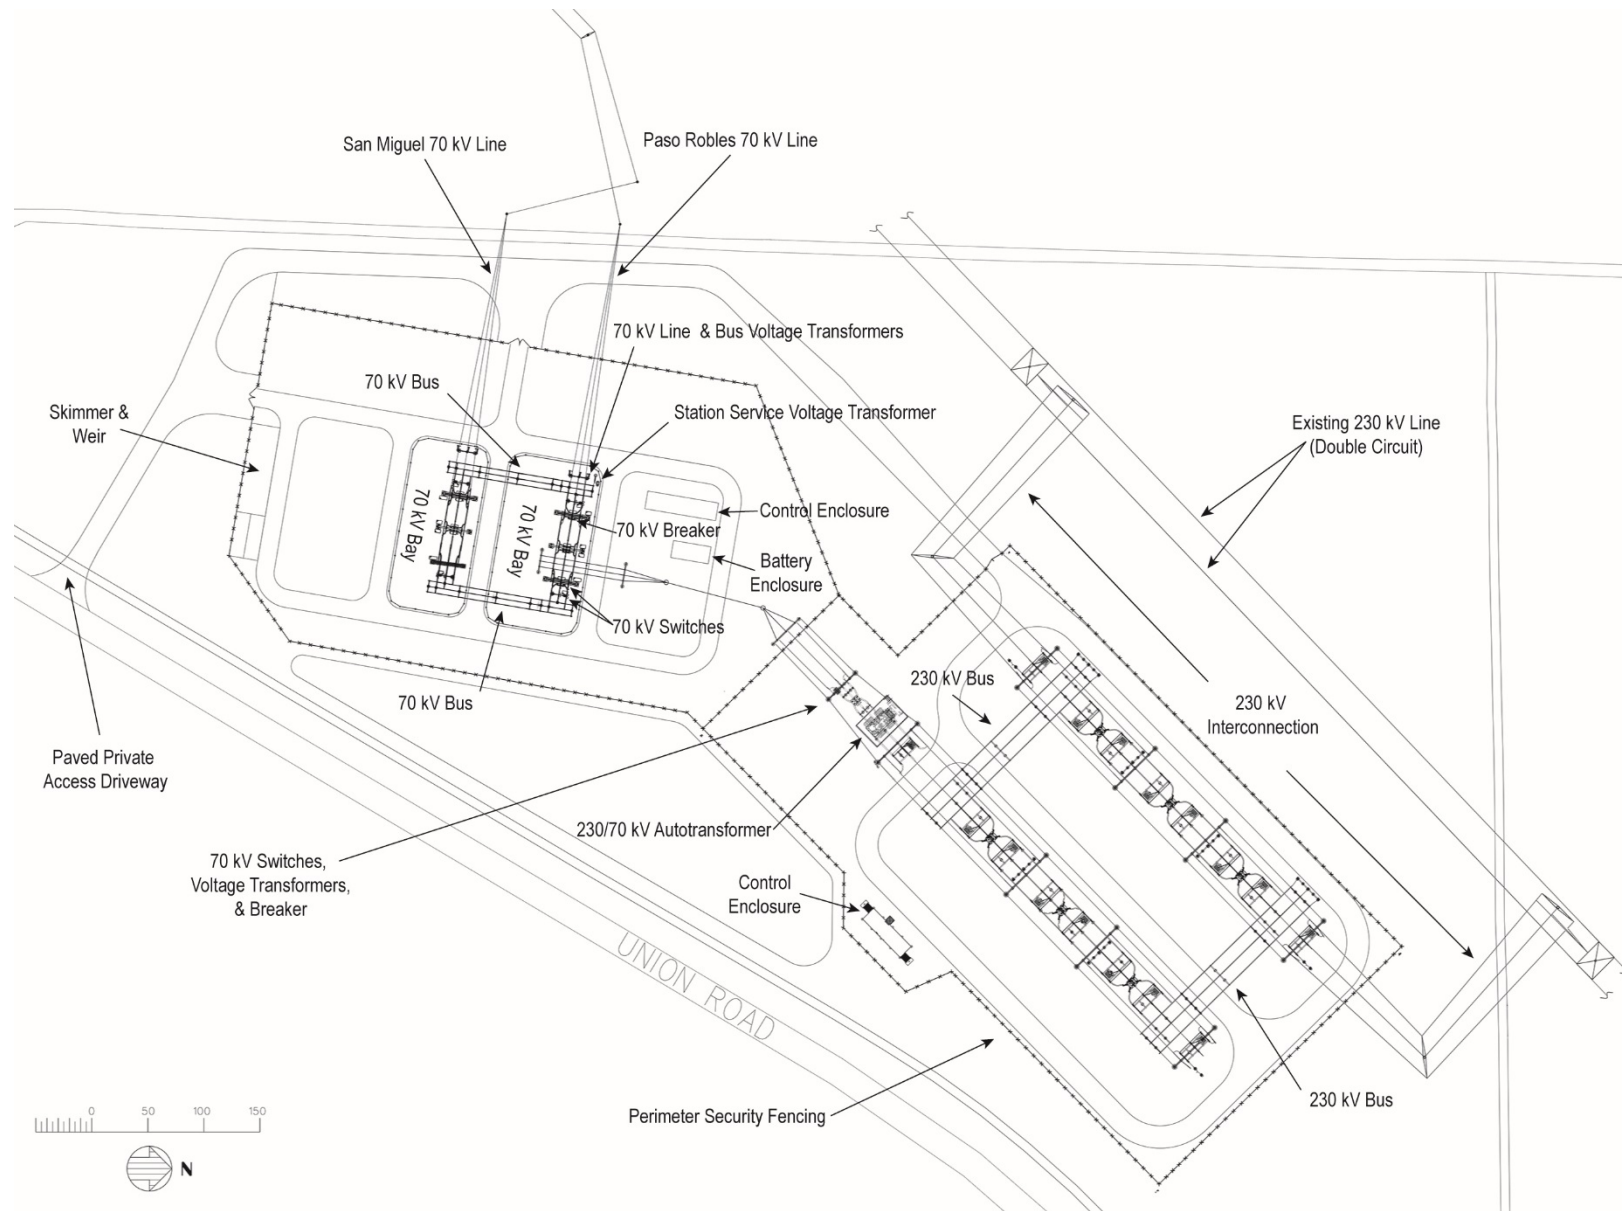 San Miguel 70 kV Line
Paso Robles 70 kV Line
70 kV Line & Bus Voltage Transformers
70 kV Bus
Station Service Voltage Transformer
Skimmer &
Weir
Existing 230 kV Line
(Double Circuit)
70 kV Bay
70 kV Bay
Control Enclosure
70 kV Breaker
Battery
Enclosure
70 kV Switches
230 kV Bus
70 kV Bus
230 kV
Interconnection
Paved Private
Access Driveway
230/70 kV Autotransformer
70 kV Switches,
Voltage Transformers,
& Breaker
Control
Enclosure
UNION ROAD
Perimeter Security Fencing
230 kV Bus
0 50 100 150
N